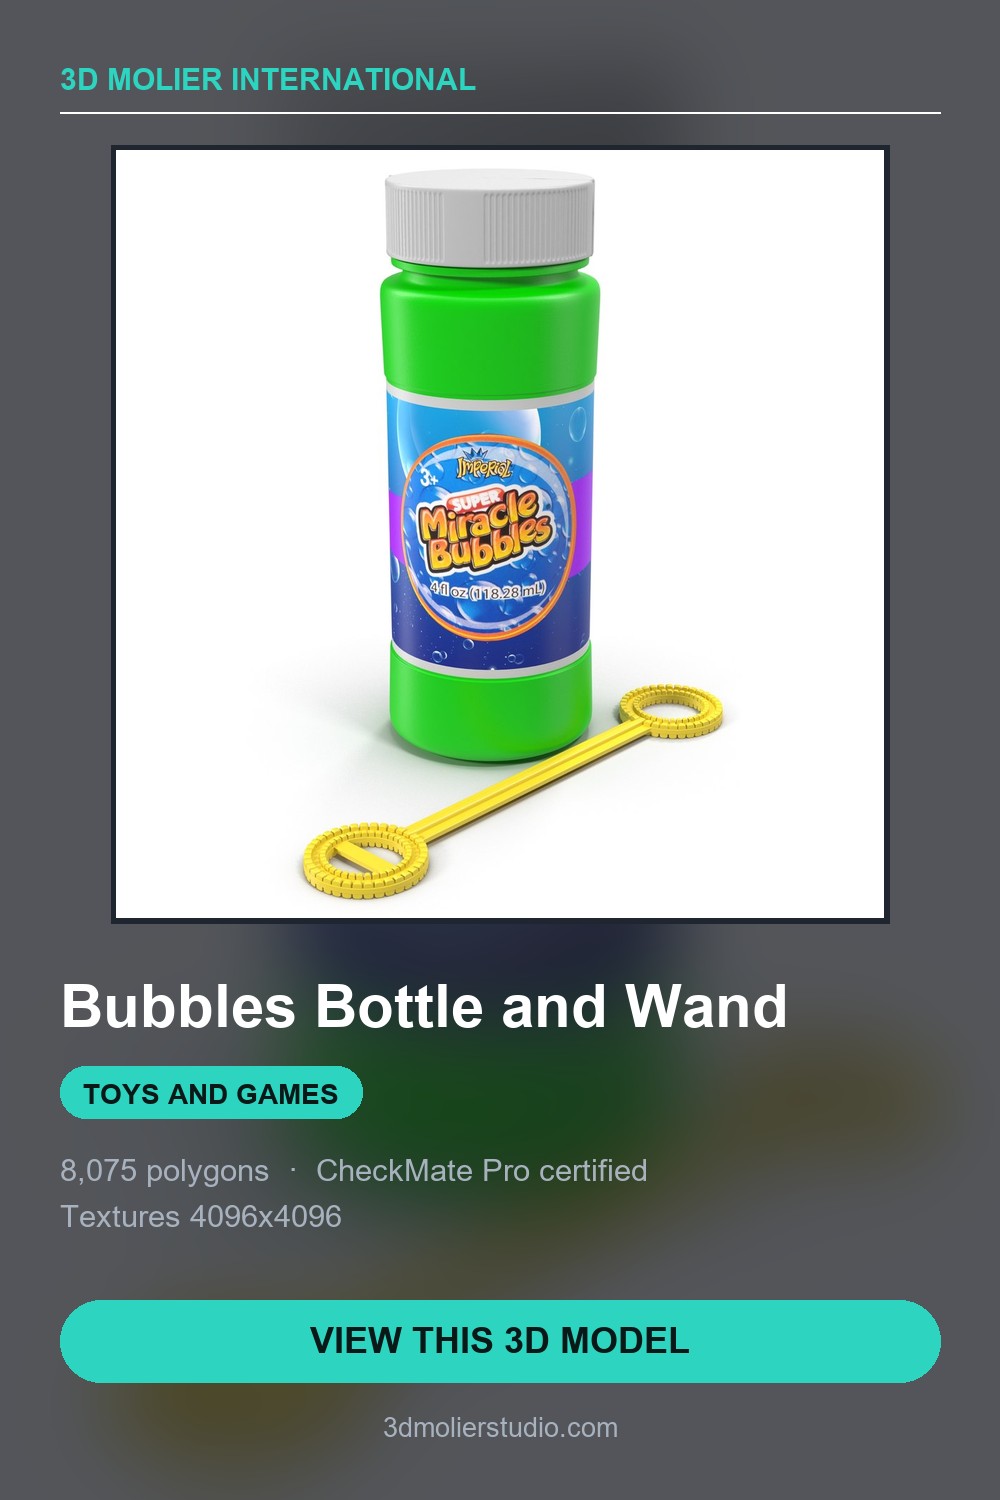 3D MOLIER INTERNATIONAL
3+
IMPERIAL
SUPER
Miracle
Bubbles
4 fl oz (118.28 mL)
Bubbles Bottle and Wand
TOYS AND GAMES
8,075 polygons · CheckMate Pro certified
Textures 4096x4096
VIEW THIS 3D MODEL
3dmolierstudio.com